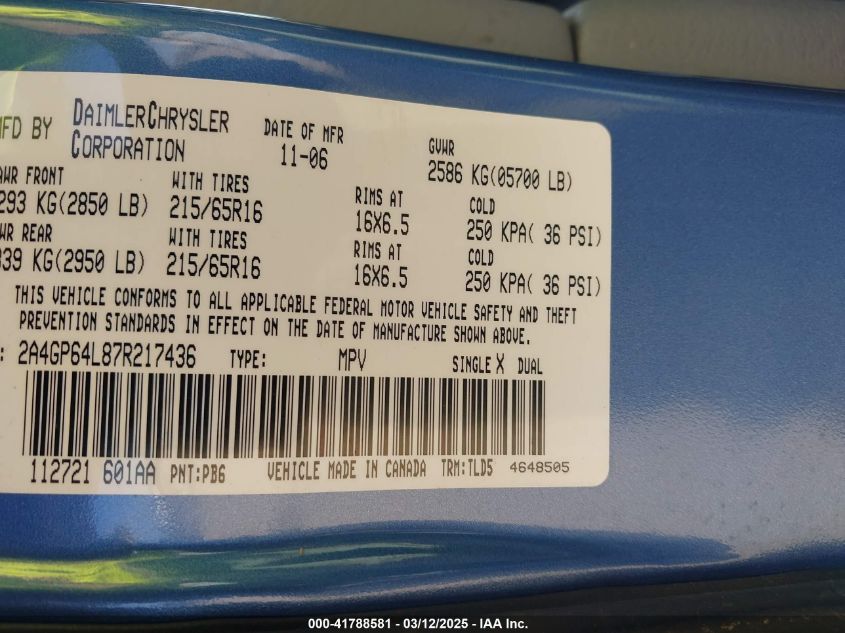 MFD BY DAIMLERCHRYSLER CORPORATION DATE OF MFR 11-06 GVWR 2586 KG(05700 LB)
AWR FRONT WITH TIRES RIMS AT COLD
293 KG(2850 LB) 215/65R16 16X6.5 250 KPA( 36 PSI)
WR REAR WITH TIRES RIMS AT COLD
339 KG(2950 LB) 215/65R16 16X6.5 250 KPA( 36 PSI)
THIS VEHICLE CONFORMS TO ALL APPLICABLE FEDERAL MOTOR VEHICLE SAFETY AND THEFT
PREVENTION STANDARDS IN EFFECT ON THE DATE OF MANUFACTURE SHOWN ABOVE.
: 2A4GP64L87R217436 TYPE: MPV SINGLE X DUAL
112721 601AA PNT:PB6 VEHICLE MADE IN CANADA TRM:TLD5 4648505
000-41788581 - 03/12/2025 - IAA Inc.